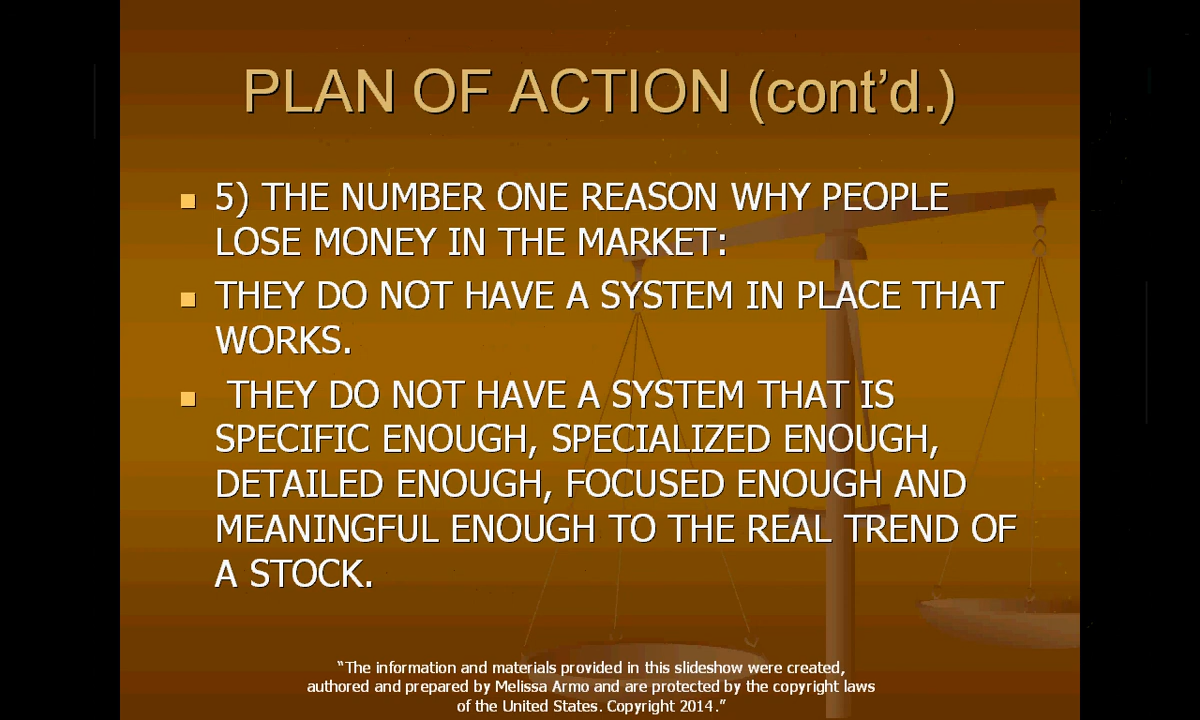 PLAN OF ACTION (cont’d.)
5) THE NUMBER ONE REASON WHY PEOPLE
LOSE MONEY IN THE MARKET:
THEY DO NOT HAVE A SYSTEM IN PLACE THAT
WORKS.
THEY DO NOT HAVE A SYSTEM THAT IS
SPECIFIC ENOUGH, SPECIALIZED ENOUGH,
DETAILED ENOUGH, FOCUSED ENOUGH AND
MEANINGFUL ENOUGH TO THE REAL TREND OF
A STOCK.
“The information and materials provided in this slideshow were created,
authored and prepared by Melissa Armo and are protected by the copyright laws
of the United States. Copyright 2014.”